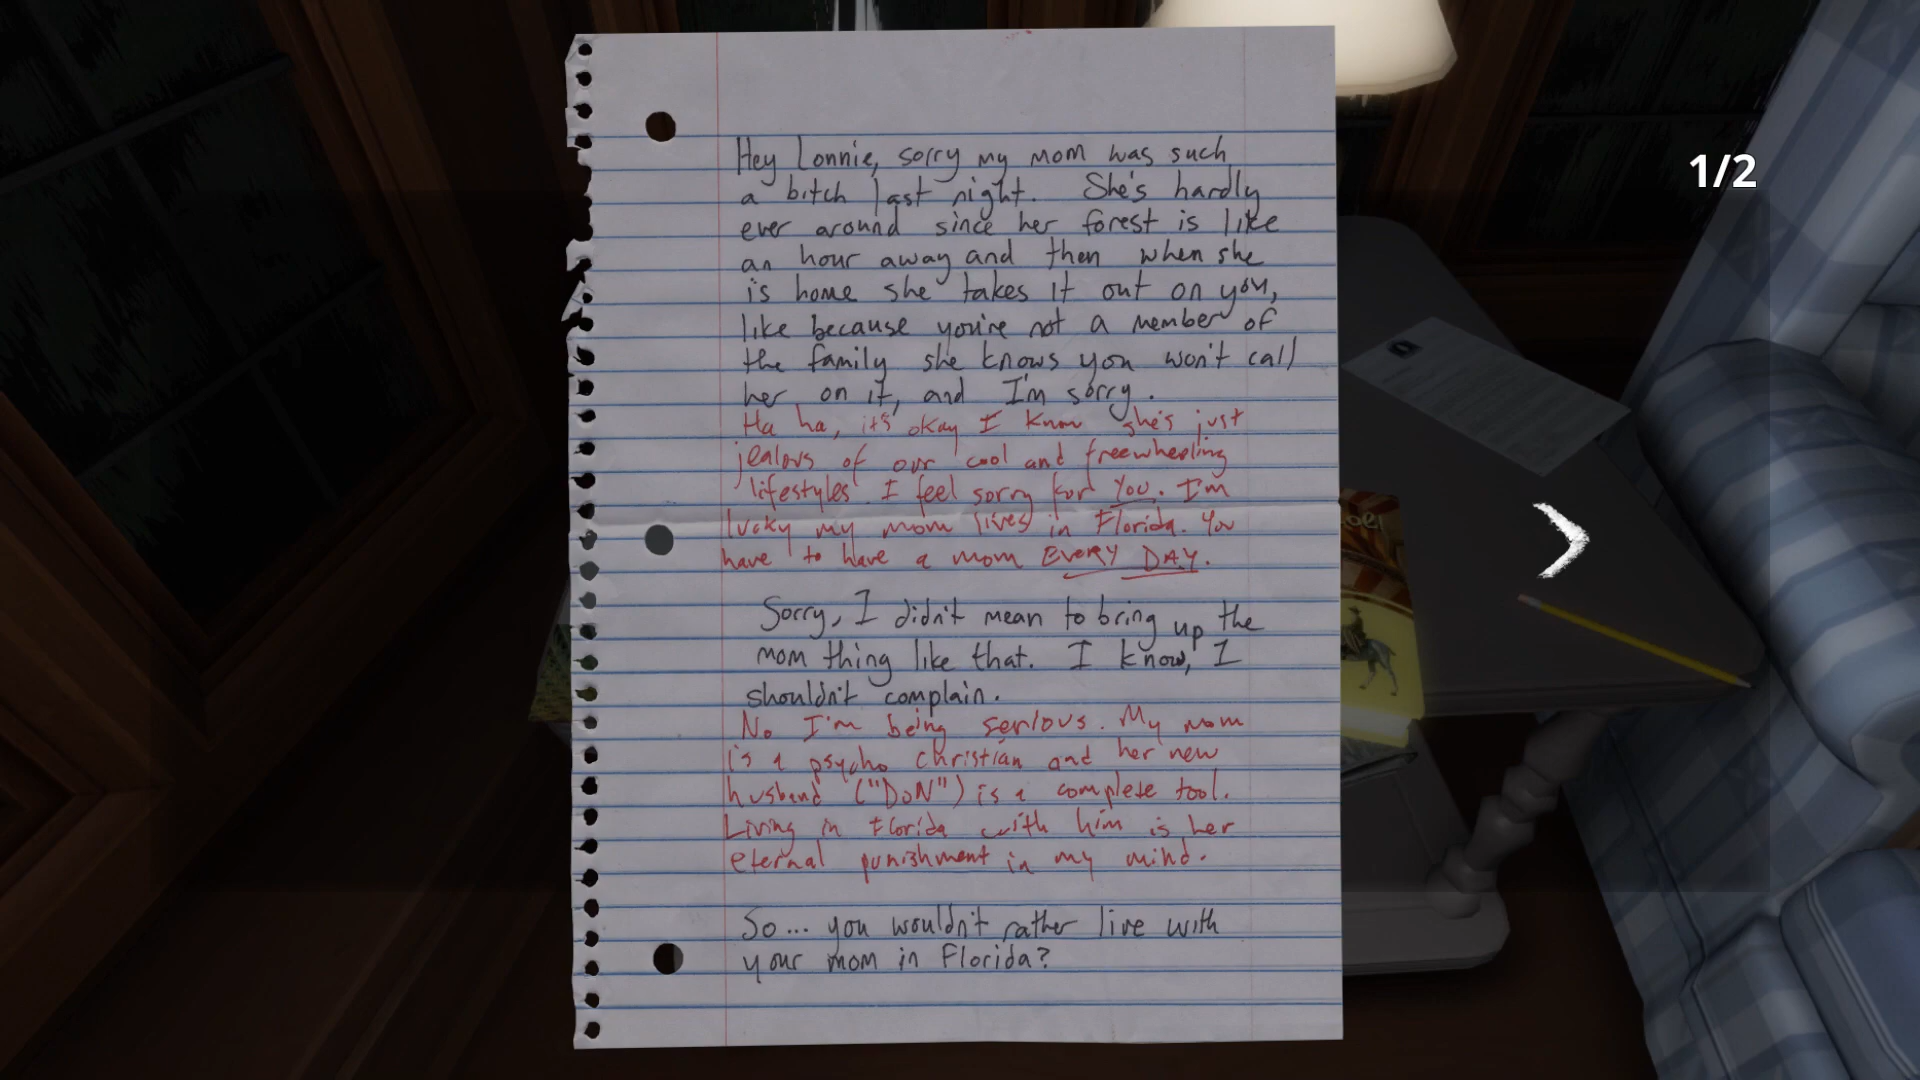 1/2
Hey Lonnie, sorry my mom was such
a bitch last night. She's hardly
ever around since her forest is like
an hour away and then when she
is home she takes it out on you,
like because you're not a member of
the family she knows you won't call
her on it, and I'm sorry.
Ha ha, it's okay I know she's just
jealous of our cool and freewheeling
lifestyles. I feel sorry for you. I'm
lucky my mom lives in Florida. You
have to have a mom EVERY DAY.
Sorry, I didn't mean to bring up the
mom thing like that. I know, I
shouldn't complain.
No I'm being serious. My mom
is a psycho christian and her new
husband ("DoN") is a complete tool.
Living in Florida with him is her
eternal punishment in my mind.
So... you wouldn't rather live with
your mom in Florida?